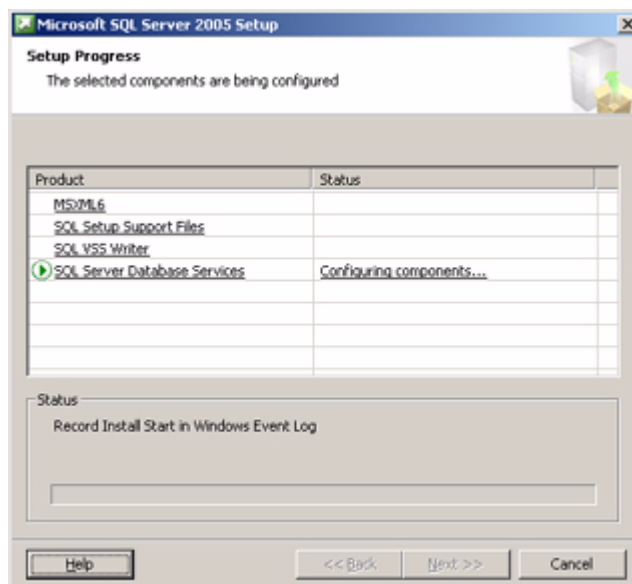 Microsoft SQL Server 2005 Setup
Setup Progress
The selected components are being configured
Product Status
MSXML6
SQL Setup Support Files
SQL VSS Writer
SQL Server Database Services Configuring components...
Status
Record Install Start in Windows Event Log
Help << Back Next >> Cancel